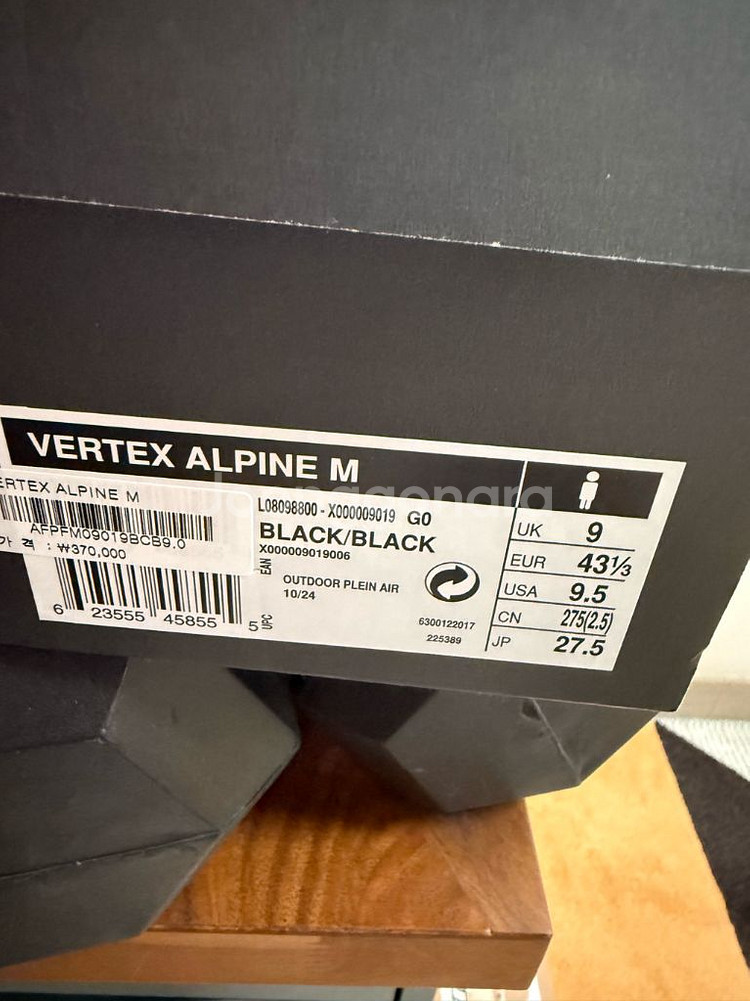 VERTEX ALPINE M
ERTEX ALPINE M
AFPFM09019BCB9.0
가 격 : ₩370,000
L08098800 - X000009019 G0
BLACK/BLACK
X000009019006
EAN
OUTDOOR PLEIN AIR
10/24
6 23555 45855 5
UPC
6300122017
225389
UK 9
EUR 43⅓
USA 9.5
CN 275(2.5)
JP 27.5
Joongonara